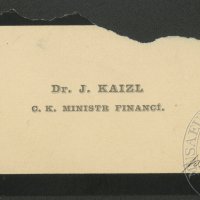 Dr. J. KAIZL
C. K. MINISTR FINANCÍ.